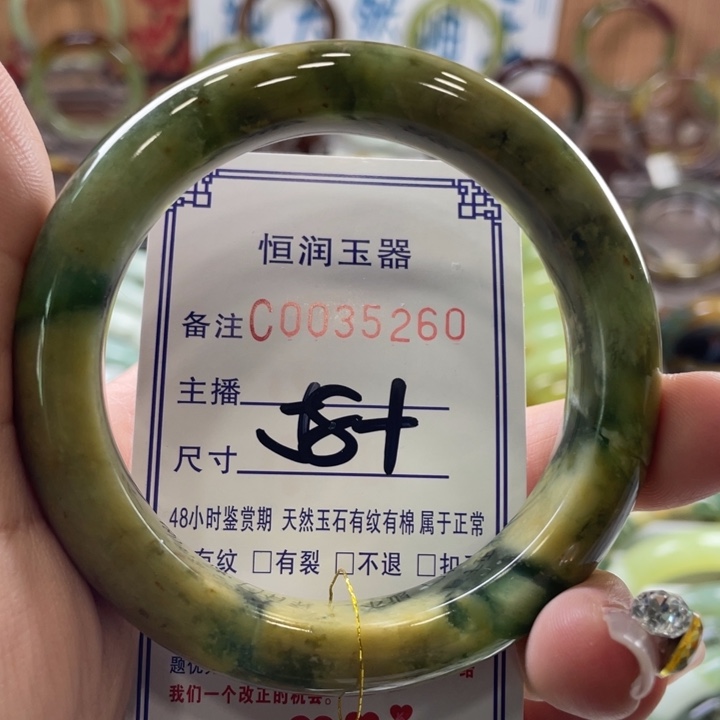 恒润玉器
备注C0035260
主播
尺寸
48小时鉴赏期 天然玉石有纹有棉属于正常
有纹 □有裂 □不退 □扣
我们一个改正的机会。